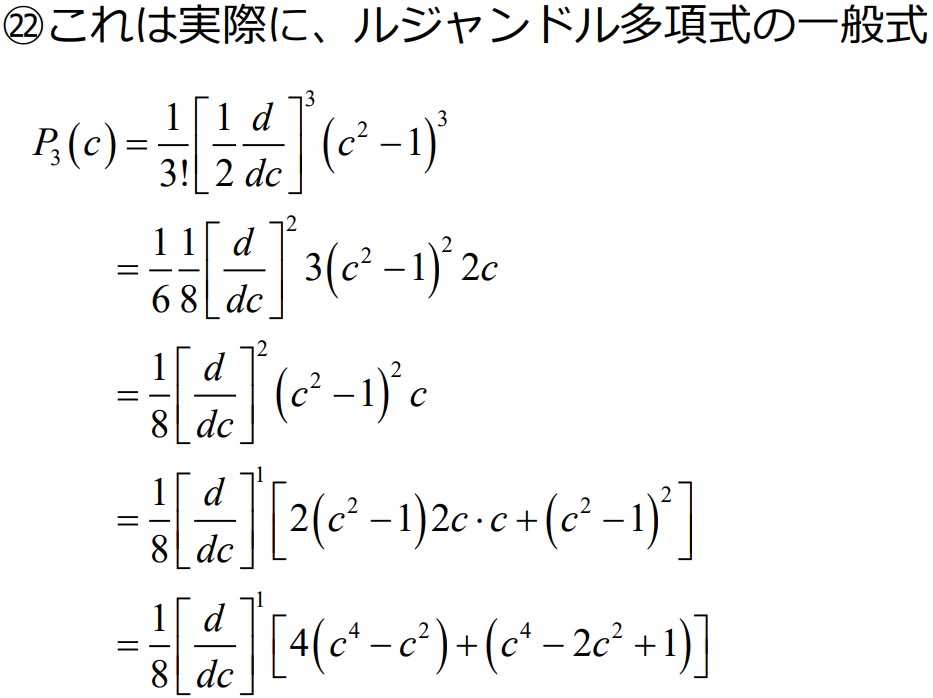 ㉒これは実際に、ルジャンドル多項式の一般式
P₃(c) = 1/3! [1/2 d/dc]³ (c² − 1)³
= 1/6 1/8 [d/dc]² 3(c² − 1)² 2c
= 1/8 [d/dc]² (c² − 1)² c
= 1/8 [d/dc]¹ [2(c² − 1)2c · c + (c² − 1)²]
= 1/8 [d/dc]¹ [4(c⁴ − c²) + (c⁴ − 2c² + 1)]